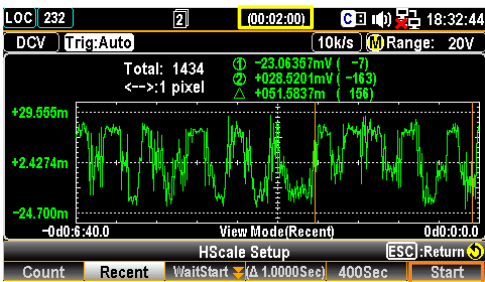 LOC 232 2 (00:02:00) C 18:32:44
DCV Trig:Auto 10k/s M Range: 20V
Total: 1434 ① -23.06357mV ( -7)
<-->:1 pixel ② +028.5201mV ( -163)
△ +051.5837m ( 156)
+29.555m
+2.4274m
-24.700m
-0d0:6:40.0 View Mode(Recent) 0d0:0:0.0
HScale Setup ESC :Return
Count Recent WaitStart (Δ 1.0000Sec) 400Sec Start